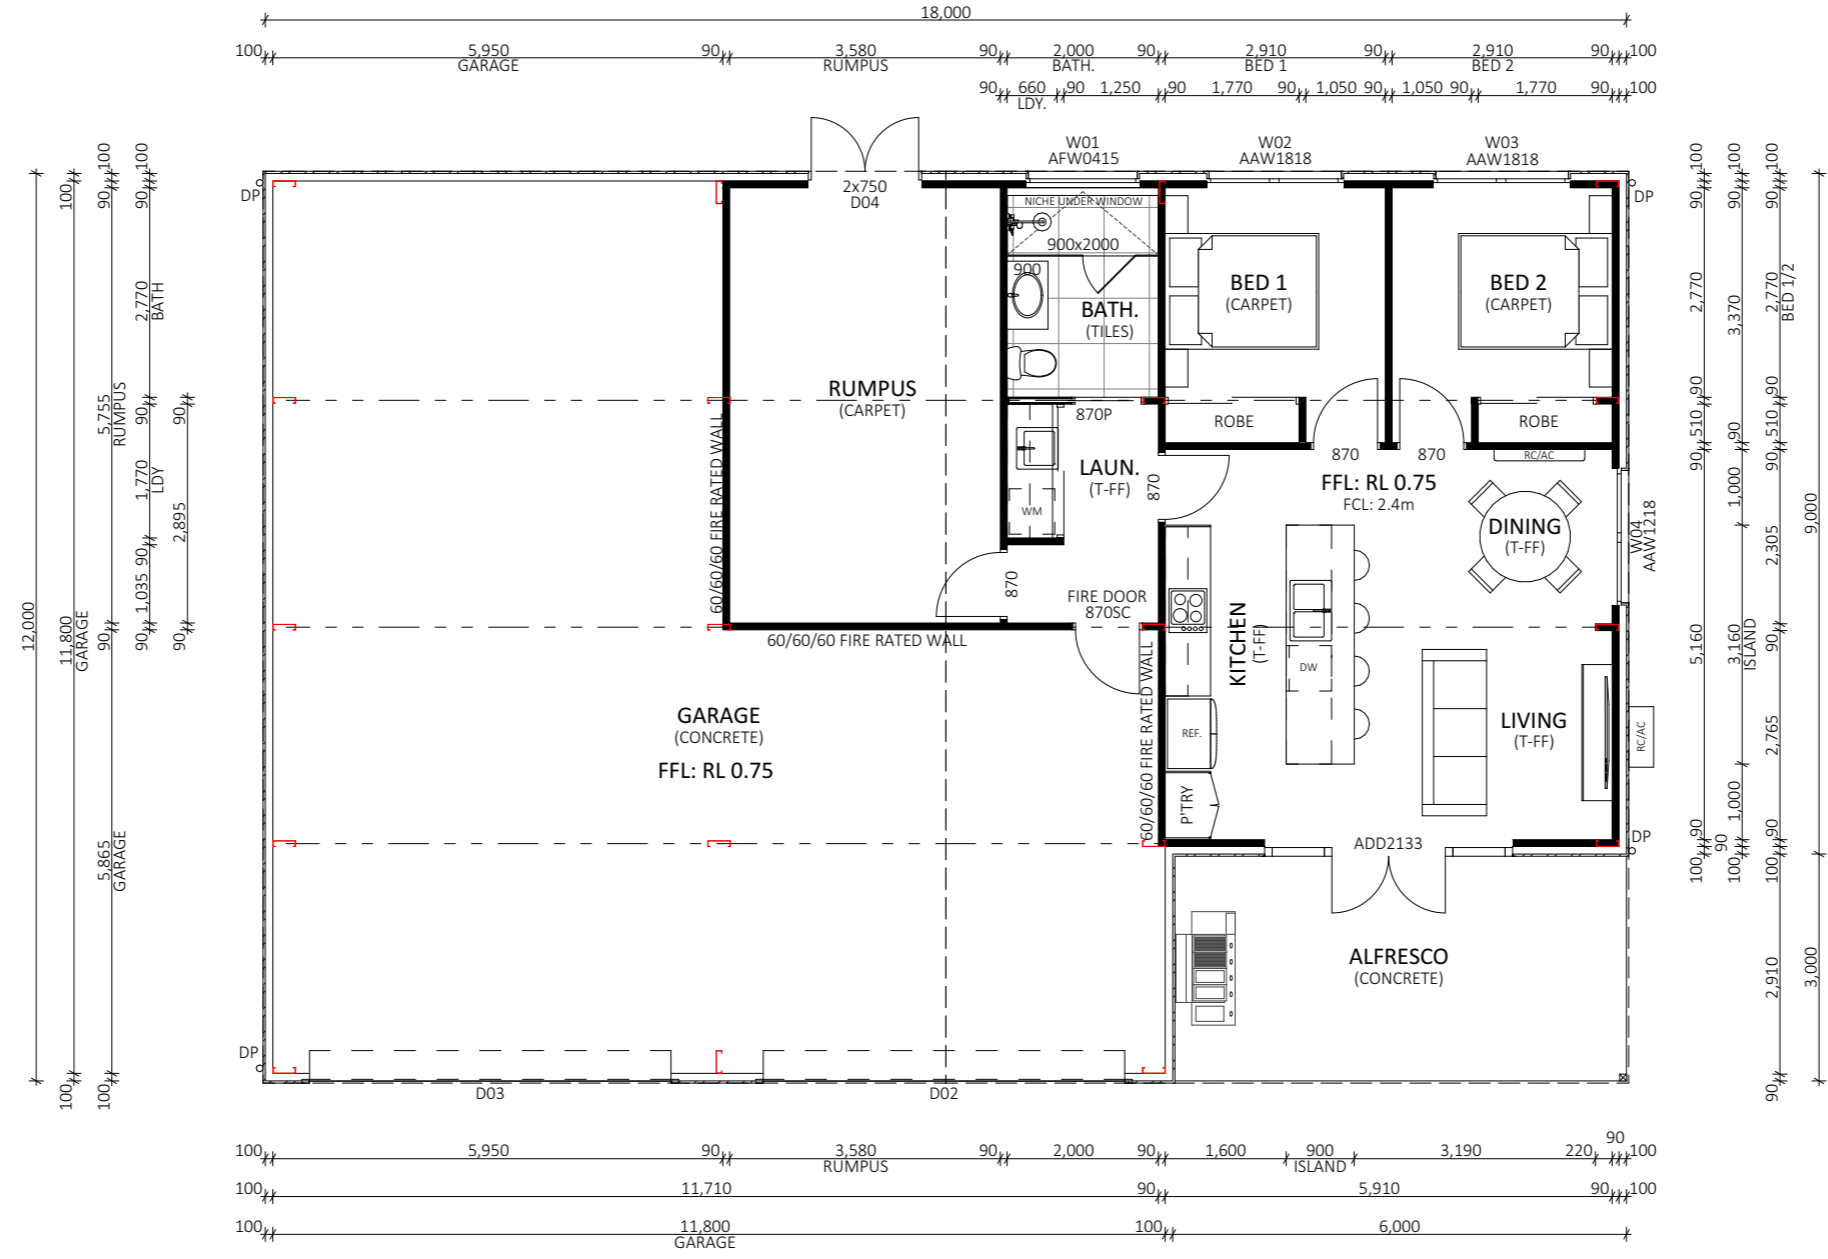 18,000
100 5,950 90 3,580 90 2,000 90 2,910 90 2,910 90 100
GARAGE RUMPUS BATH. BED 1 BED 2
90 660 90 1,250 90 1,770 90 1,050 90 1,050 90 1,770 90 100
LDY.
W01
AFW0415
W02
AAW1818
W03
AAW1818
2x750
D04
DP
DP
NICHE UNDER WINDOW
900x2000
900
BATH.
(TILES)
BED 1
(CARPET)
BED 2
(CARPET)
RUMPUS
(CARPET)
870P
ROBE
ROBE
870
870
RC/AC
LAUN.
(T-FF)
870
WM
FFL: RL 0.75
FCL: 2.4m
DINING
(T-FF)
W04
AAW1218
870
FIRE DOOR
870SC
60/60/60 FIRE RATED WALL
60/60/60 FIRE RATED WALL
60/60/60 FIRE RATED WALL
KITCHEN
(T-FF)
DW
GARAGE
(CONCRETE)
FFL: RL 0.75
REF.
P'TRY
LIVING
(T-FF)
RC/AC
ADD2133
DP
ALFRESCO
(CONCRETE)
DP
D03
D02
12,000
100 11,800 100
GARAGE
100 90 5,755 90 5,865 100
RUMPUS GARAGE
100 90 2,770 90 1,770 90 1,035 90
BATH LDY
90 2,895 90
100 90 2,770 90 510 90 5,160 90 100
100 90 3,370 90 1,000 3,160 1,000 90 100
ISLAND
100 90 2,770 90 510 90 2,305 90 2,765 90 100 2,910 90
BED 1/2
9,000
3,000
100 5,950 90 3,580 90 2,000 90 1,600 900 3,190 220 90 100
RUMPUS ISLAND
100 11,710 90 5,910 90 100
100 11,800 100 6,000
GARAGE